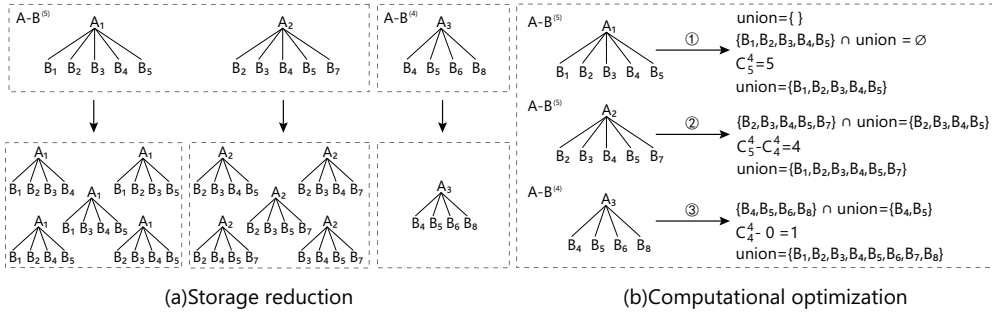 A-B⁽⁵⁾ A₁ A₂
B₁ B₂ B₃ B₄ B₅ B₂ B₃ B₄ B₅ B₇
A-B⁽⁴⁾ A₃
B₄ B₅ B₆ B₈
A₁ A₁
B₁ B₂ B₃ B₄ B₁ B₂ B₃ B₅
A₁
B₁ B₃ B₄ B₅
A₁ A₁
B₁ B₂ B₄ B₅ B₂ B₃ B₄ B₅
A₂ A₂
B₂ B₃ B₄ B₅ B₂ B₃ B₄ B₇
A₂
B₂ B₃ B₅ B₇
A₂ A₂
B₂ B₄ B₅ B₇ B₃ B₄ B₅ B₇
A₃
B₄ B₅ B₆ B₈
(a)Storage reduction
A-B⁽⁵⁾ A₁
B₁ B₂ B₃ B₄ B₅
①
union={ }
{B₁,B₂,B₃,B₄,B₅} ∩ union = ∅
C₅⁴=5
union={B₁,B₂,B₃,B₄,B₅}
A-B⁽⁵⁾ A₂
B₂ B₃ B₄ B₅ B₇
②
{B₂,B₃,B₄,B₅,B₇} ∩ union={B₂,B₃,B₄,B₅}
C₅⁴-C₄⁴=4
union={B₁,B₂,B₃,B₄,B₅,B₇}
A-B⁽⁴⁾ A₃
B₄ B₅ B₆ B₈
③
{B₄,B₅,B₆,B₈} ∩ union={B₄,B₅}
C₄⁴- 0 =1
union={B₁,B₂,B₃,B₄,B₅,B₆,B₇,B₈}
(b)Computational optimization